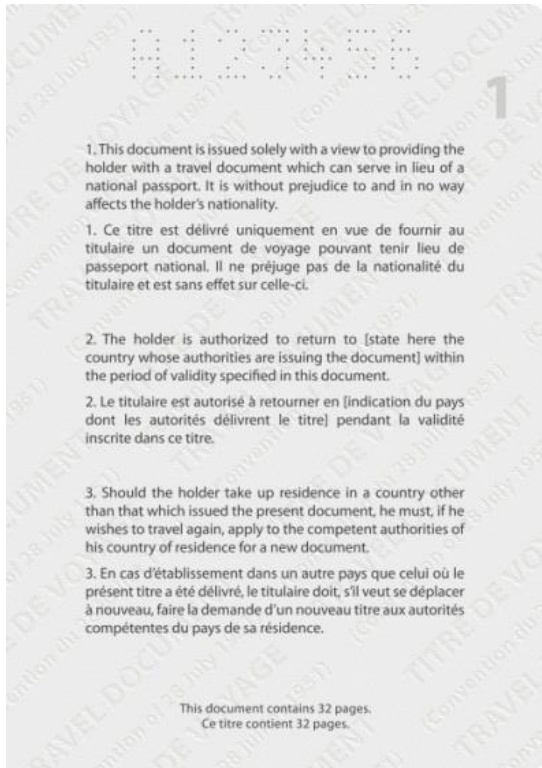 A123456
1
1. This document is issued solely with a view to providing the
holder with a travel document which can serve in lieu of a
national passport. It is without prejudice to and in no way
affects the holder's nationality.
1. Ce titre est délivré uniquement en vue de fournir au
titulaire un document de voyage pouvant tenir lieu de
passeport national. Il ne préjuge pas de la nationalité du
titulaire et est sans effet sur celle-ci.
2. The holder is authorized to return to [state here the
country whose authorities are issuing the document] within
the period of validity specified in this document.
2. Le titulaire est autorisé à retourner en [indication du pays
dont les autorités délivrent le titre] pendant la validité
inscrite dans ce titre.
3. Should the holder take up residence in a country other
than that which issued the present document, he must, if he
wishes to travel again, apply to the competent authorities of
his country of residence for a new document.
3. En cas d'établissement dans un autre pays que celui où le
présent titre a été délivré, le titulaire doit, s'il veut se déplacer
à nouveau, faire la demande d'un nouveau titre aux autorités
compétentes du pays de sa résidence.
This document contains 32 pages.
Ce titre contient 32 pages.
TRAVEL DOCUMENT
(Convention of 28 July 1951)
TITRE DE VOYAGE